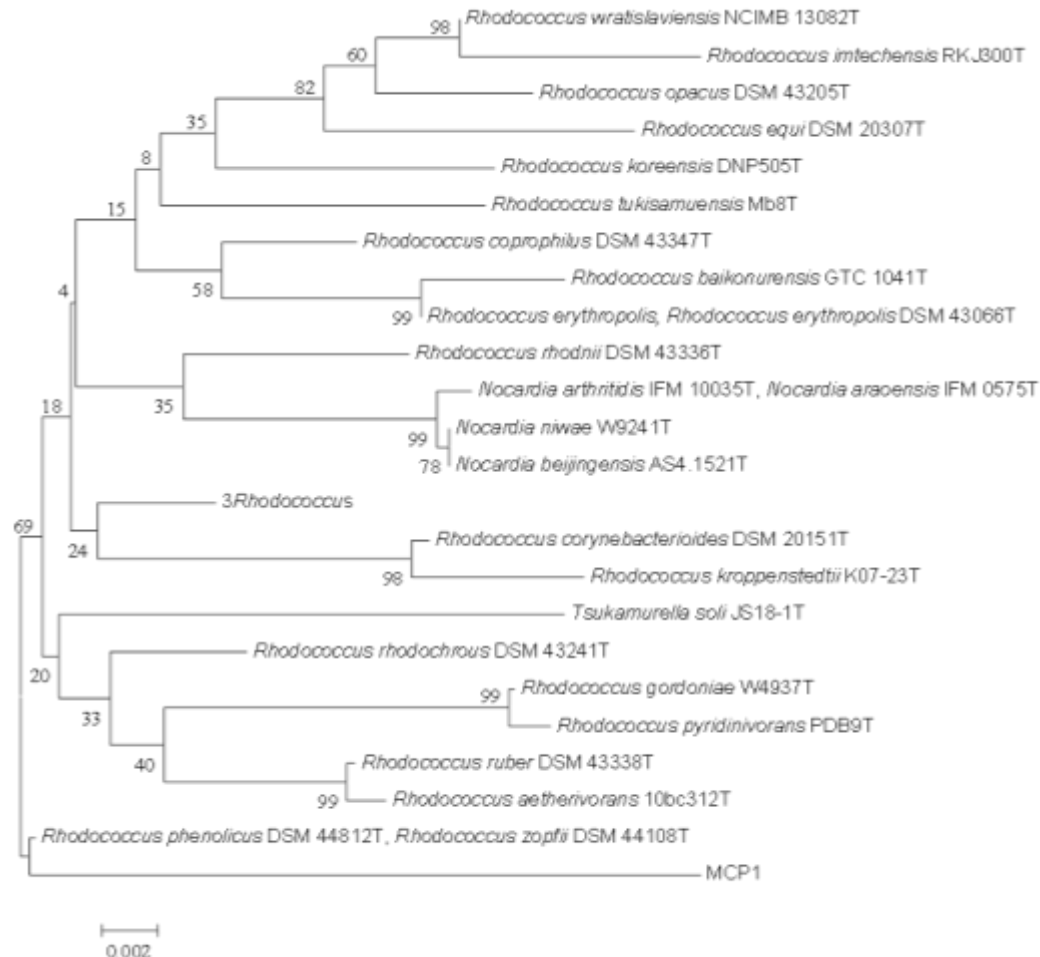 Rhodococcus wratislaviensis NCIMB 13082T
98
Rhodococcus imtechensis RKJ300T
60
Rhodococcus opacus DSM 43205T
82
Rhodococcus equi DSM 20307T
35
Rhodococcus koreensis DNP505T
8
Rhodococcus tukisamuensis Mb8T
15
Rhodococcus coprophilus DSM 43347T
Rhodococcus baikonurensis GTC 1041T
58
4
99
Rhodococcus erythropolis, Rhodococcus erythropolis DSM 43066T
Rhodococcus rhodnii DSM 43336T
Nocardia arthritidis IFM 10035T, Nocardia araoensis IFM 0575T
35
18
Nocardia niwae W9241T
99
78
Nocardia beijingensis AS4.1521T
3Rhodococcus
69
Rhodococcus corynebacterioides DSM 20151T
24
98
Rhodococcus kroppenstedtii K07-23T
Tsukamurella soli JS18-1T
Rhodococcus rhodochrous DSM 43241T
20
Rhodococcus gordoniae W4937T
99
33
Rhodococcus pyridinivorans PDB9T
40
Rhodococcus ruber DSM 43338T
99
Rhodococcus aetherivorans 10bc312T
Rhodococcus phenolicus DSM 44812T, Rhodococcus zopfii DSM 44108T
MCP1
0.002